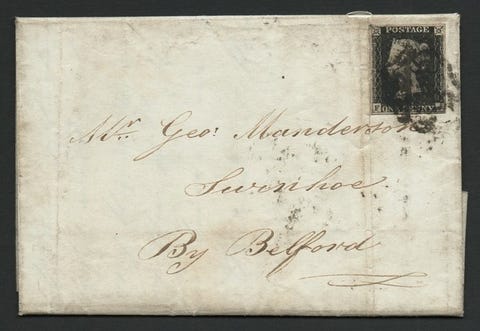 POSTAGE
ONE PENNY
Mr. Geo: Manderson
Swinhoe.
By Belford